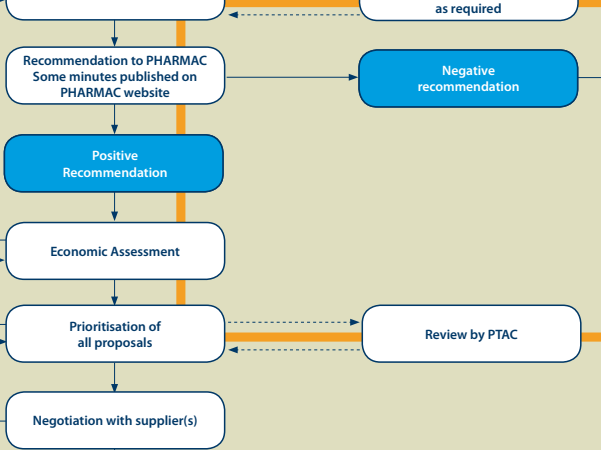 as required
Recommendation to PHARMAC
Some minutes published on
PHARMAC website
Negative
recommendation
Positive
Recommendation
Economic Assessment
Prioritisation of
all proposals
Review by PTAC
Negotiation with supplier(s)